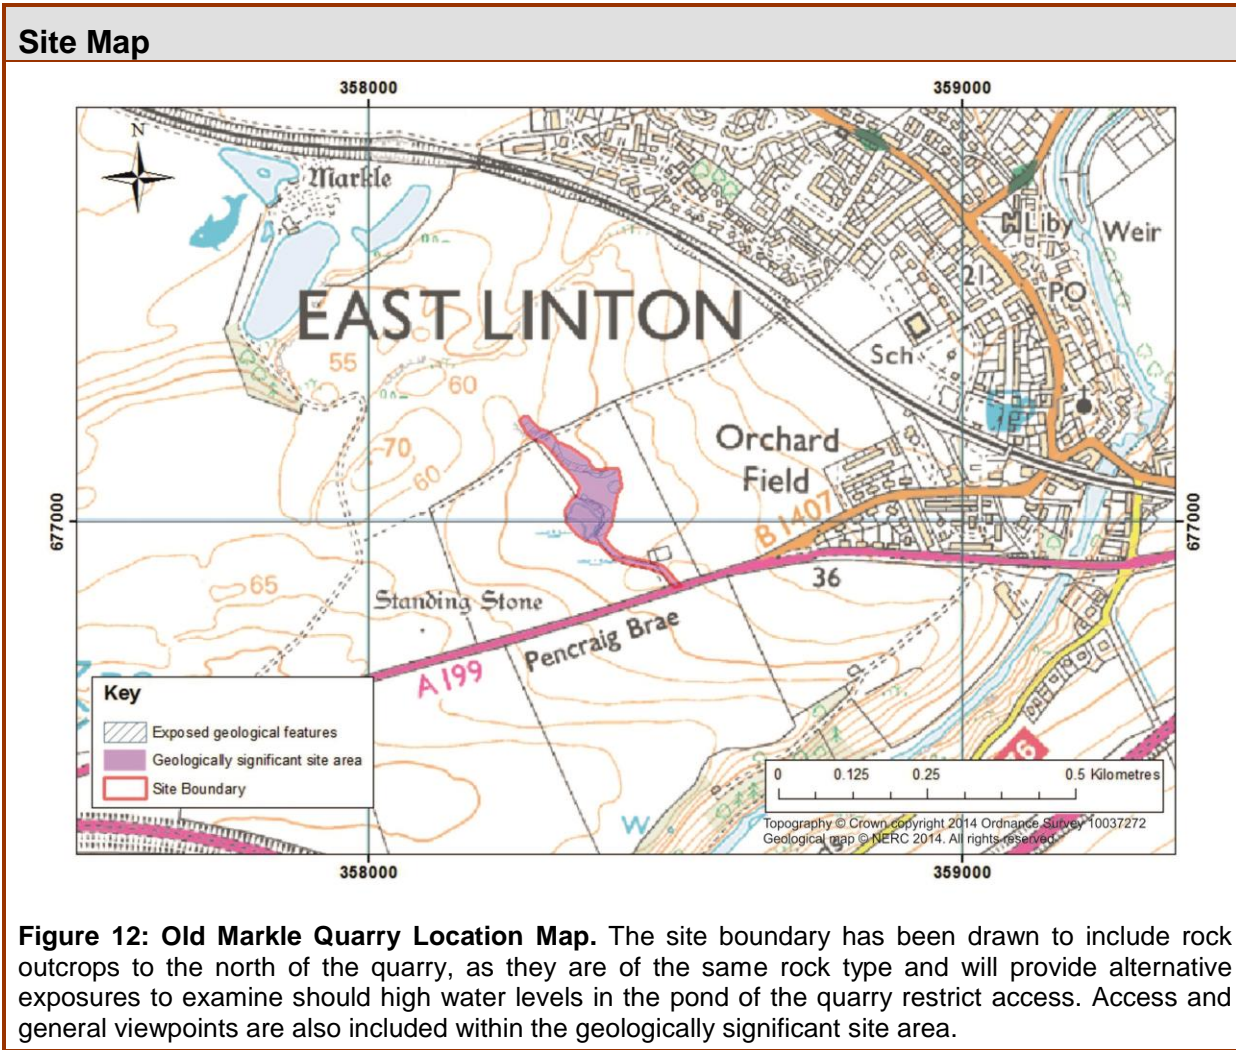 Site Map
358000
359000
N
Markle
Liby
Weir
21
PO
EAST LINTON
Sch
55
60
Orchard
Field
70
60
677000
677000
B 1407
65
36
Standing Stone
Pencraig Brae
A 199
Key
Exposed geological features
Geologically significant site area
Site Boundary
W
0 0.125 0.25 0.5 Kilometres
Topography © Crown copyright 2014 Ordnance Survey 10037272
Geological map © NERC 2014. All rights reserved.
358000
359000
Figure 12: Old Markle Quarry Location Map. The site boundary has been drawn to include rock
outcrops to the north of the quarry, as they are of the same rock type and will provide alternative
exposures to examine should high water levels in the pond of the quarry restrict access. Access and
general viewpoints are also included within the geologically significant site area.